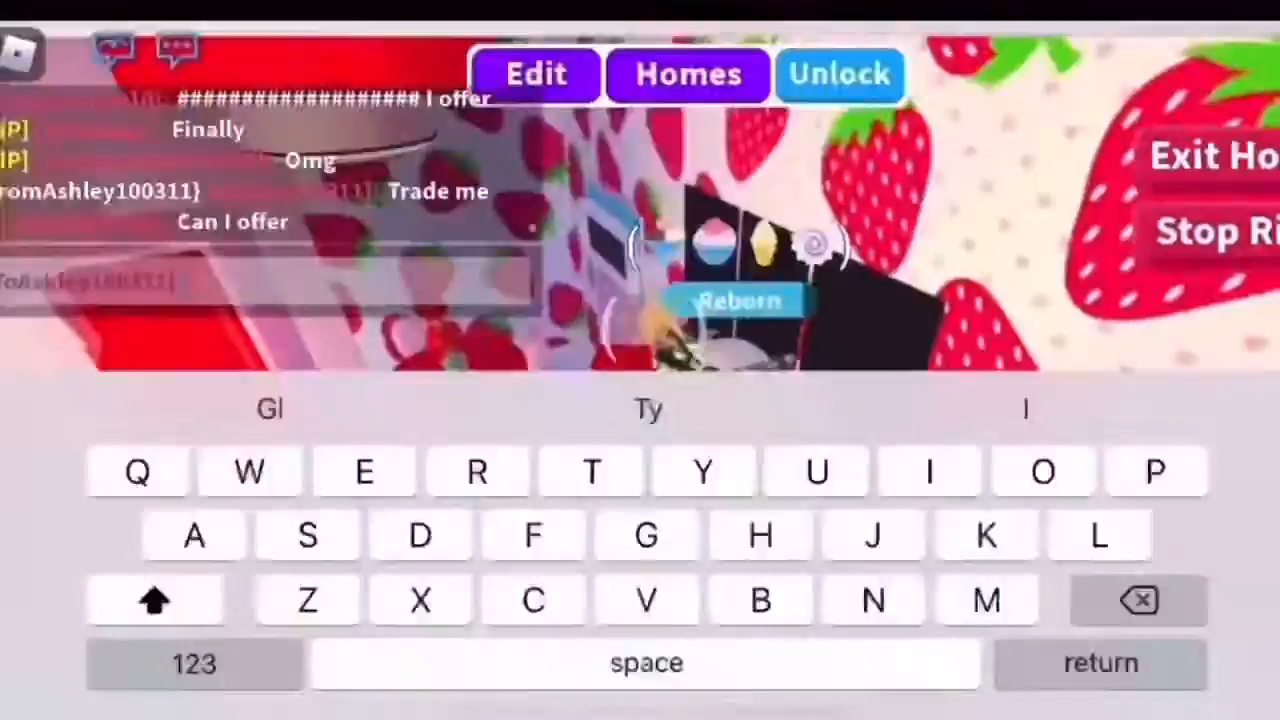 Edit Homes Unlock
################### I offer
Finally
Omg
romAshley100311} Trade me
Can I offer
ToAshley100311]
Exit Ho
Stop Ri
Reborn
Gl Ty I
Q W E R T Y U I O P
A S D F G H J K L
Z X C V B N M
123 space return